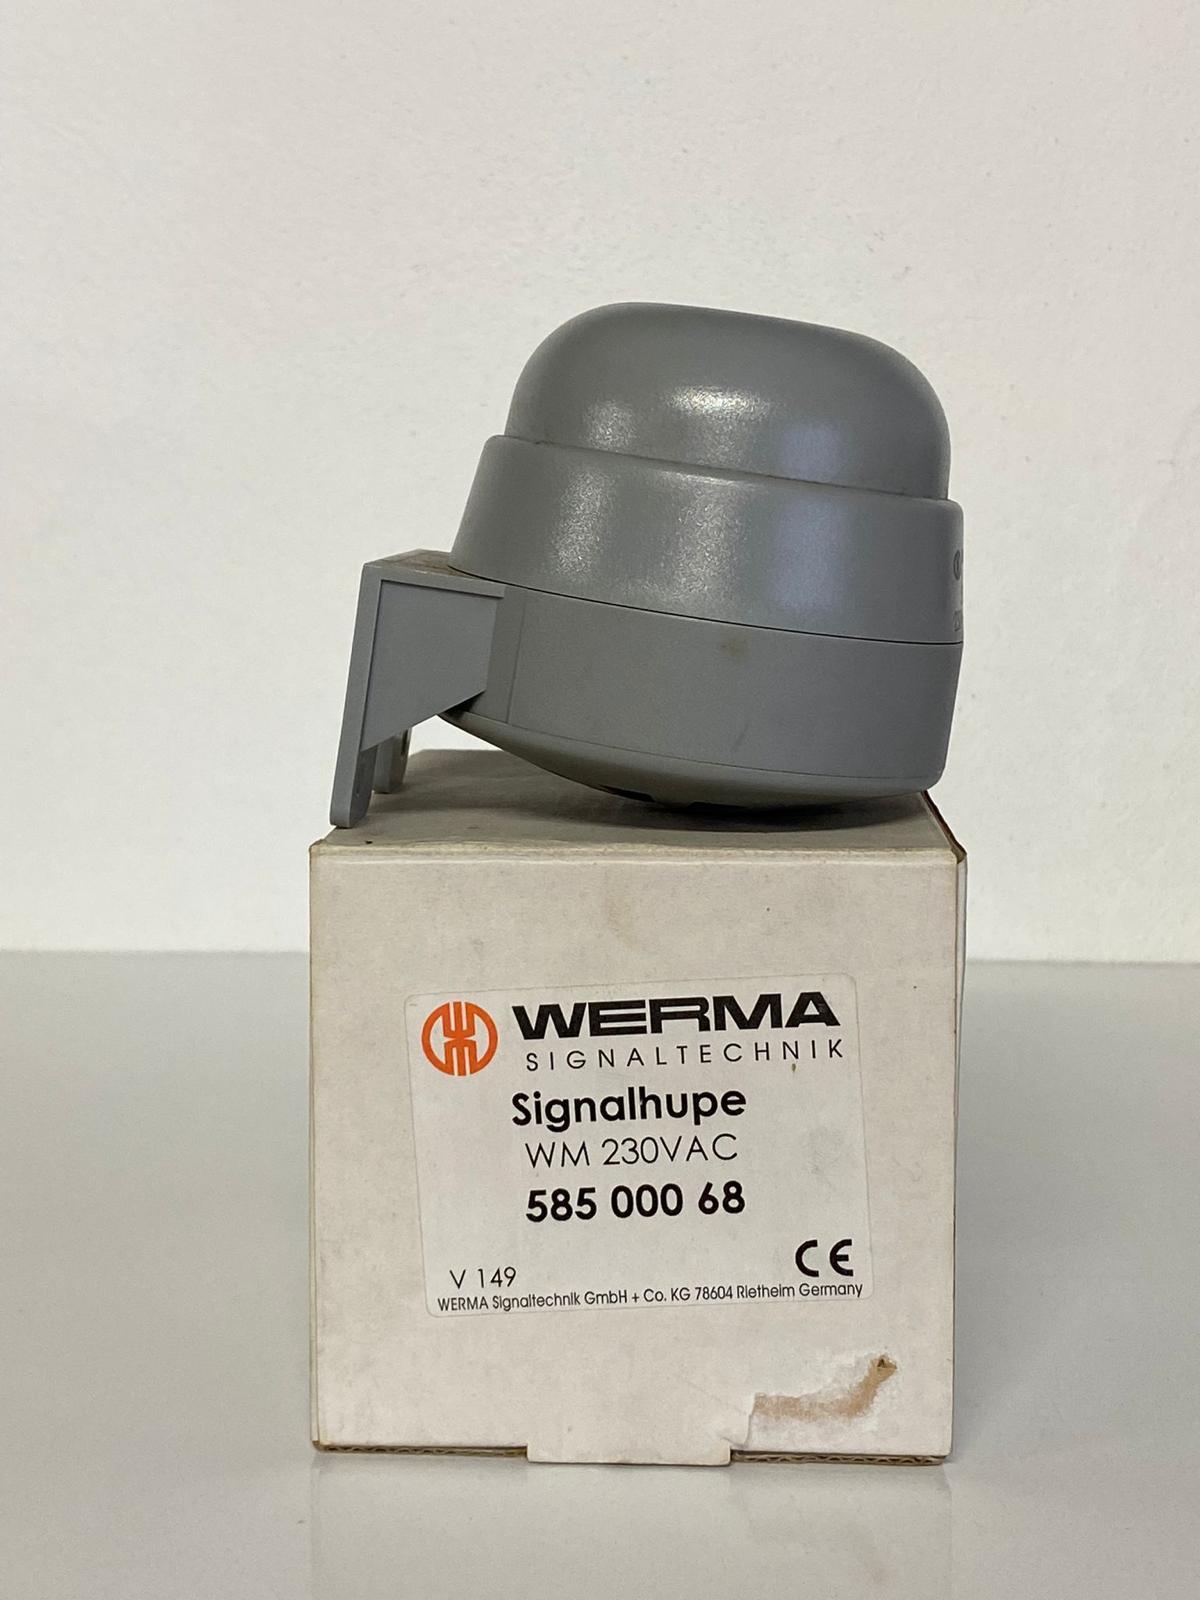 WERMA
SIGNALTECHNIK
Signalhupe
WM 230VAC
585 000 68
V 149
CE
WERMA Signaltechnik GmbH + Co. KG 78604 Rietheim Germany